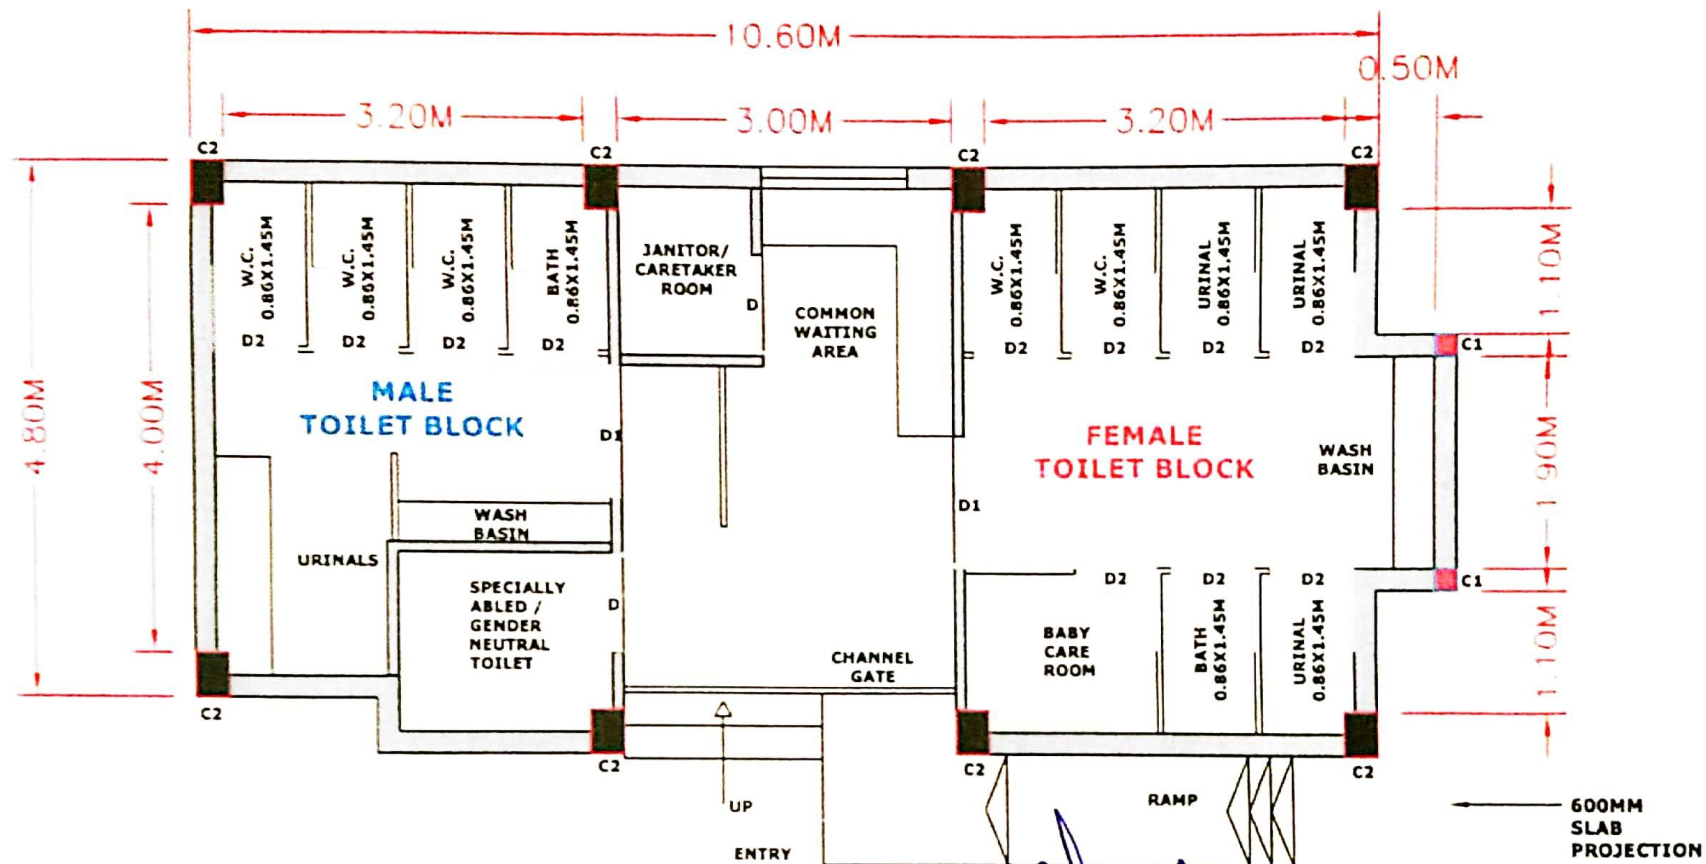 10.60M
0.50M
3.20M
3.00M
3.20M
C2
C2
C2
C2
W.C.
0.86X1.45M
W.C.
0.86X1.45M
W.C.
0.86X1.45M
BATH
0.86X1.45M
JANITOR/
CARETAKER
ROOM
D
COMMON
WAITING
AREA
W.C.
0.86X1.45M
W.C.
0.86X1.45M
URINAL
0.86X1.45M
URINAL
0.86X1.45M
1.10M
D2
D2
D2
D2
D2
D2
D2
D2
C1
4.80M
4.00M
MALE
TOILET BLOCK
D1
FEMALE
TOILET BLOCK
WASH
BASIN
1.90M
D1
WASH
BASIN
URINALS
SPECIALLY
ABLED /
GENDER
NEUTRAL
TOILET
D
D2
D2
D2
C1
BABY
CARE
ROOM
BATH
0.86X1.45M
URINAL
0.86X1.45M
1.10M
CHANNEL
GATE
C2
C2
C2
C2
UP
RAMP
600MM
SLAB
PROJECTION
ENTRY